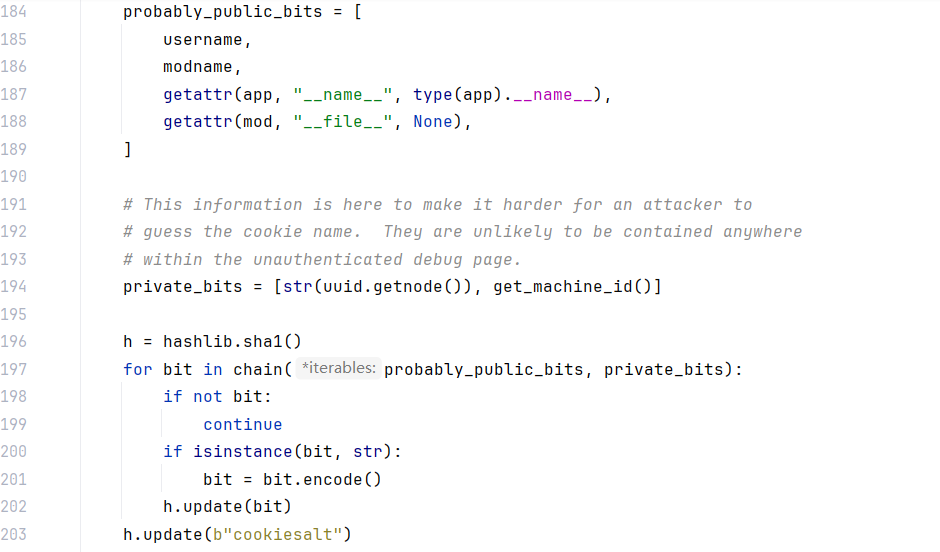 184 probably_public_bits = [
185 username,
186 modname,
187 getattr(app, "__name__", type(app).__name__),
188 getattr(mod, "__file__", None),
189 ]
190
191 # This information is here to make it harder for an attacker to
192 # guess the cookie name.  They are unlikely to be contained anywhere
193 # within the unauthenticated debug page.
194 private_bits = [str(uuid.getnode()), get_machine_id()]
195
196 h = hashlib.sha1()
197 for bit in chain( *iterables: probably_public_bits, private_bits):
198 if not bit:
199 continue
200 if isinstance(bit, str):
201 bit = bit.encode()
202 h.update(bit)
203 h.update(b"cookiesalt")